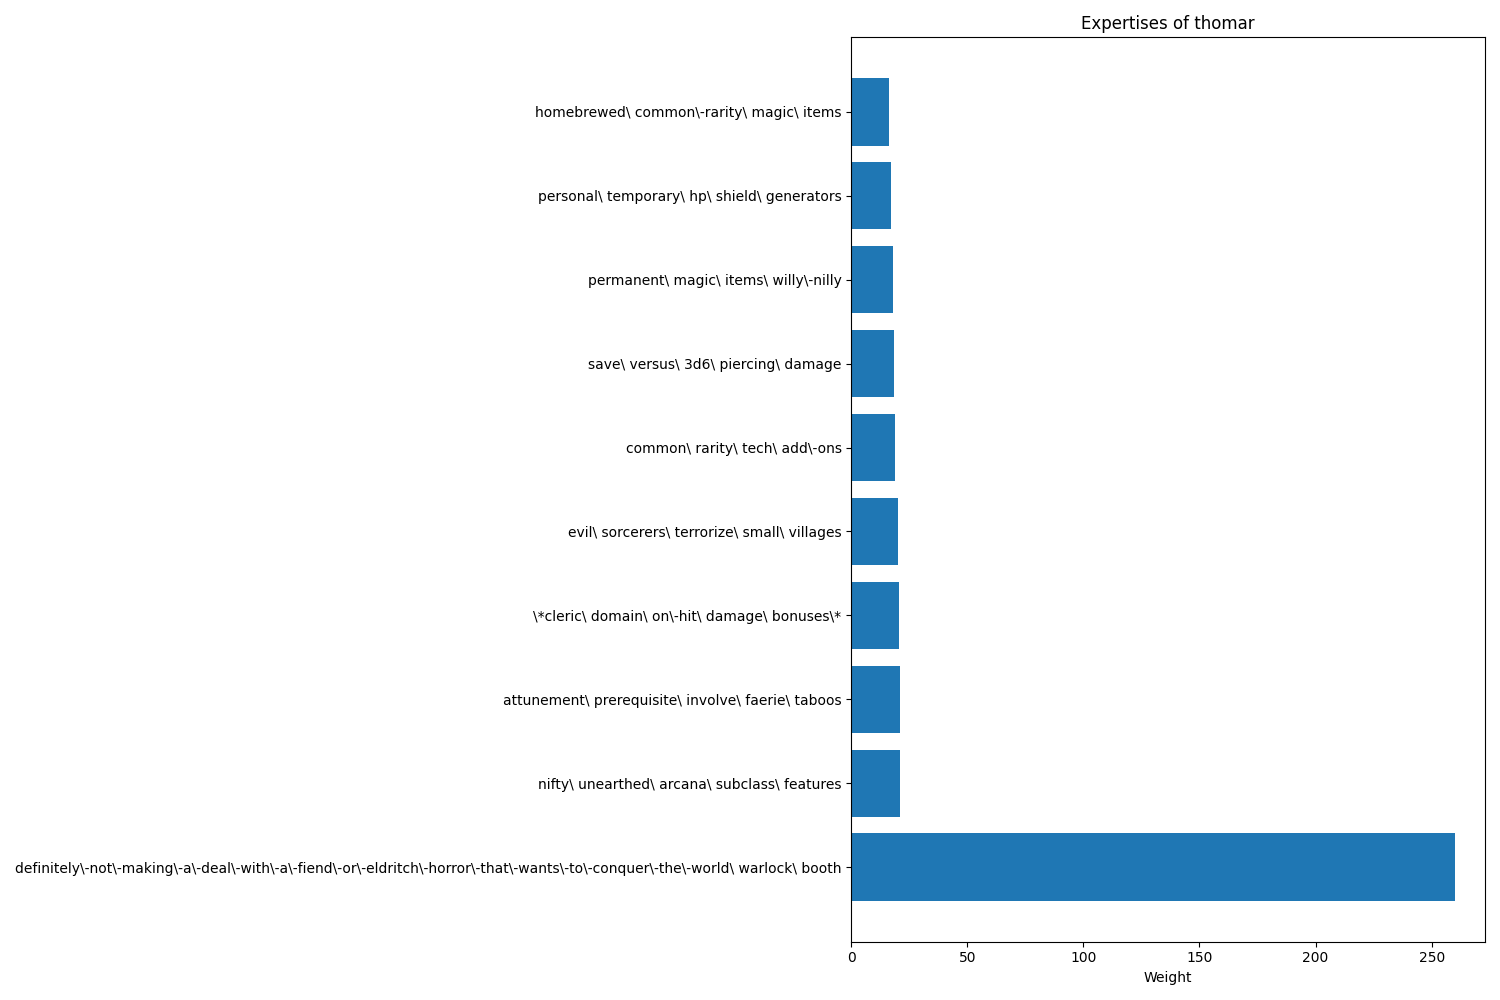 Expertises of thomar
homebrewed\ common\-rarity\ magic\ items
personal\ temporary\ hp\ shield\ generators
permanent\ magic\ items\ willy\-nilly
save\ versus\ 3d6\ piercing\ damage
common\ rarity\ tech\ add\-ons
evil\ sorcerers\ terrorize\ small\ villages
\*cleric\ domain\ on\-hit\ damage\ bonuses\*
attunement\ prerequisite\ involve\ faerie\ taboos
nifty\ unearthed\ arcana\ subclass\ features
definitely\-not\-making\-a\-deal\-with\-a\-fiend\-or\-eldritch\-horror\-that\-wants\-to\-conquer\-the\-world\ warlock\ booth
0 50 100 150 200 250
Weight